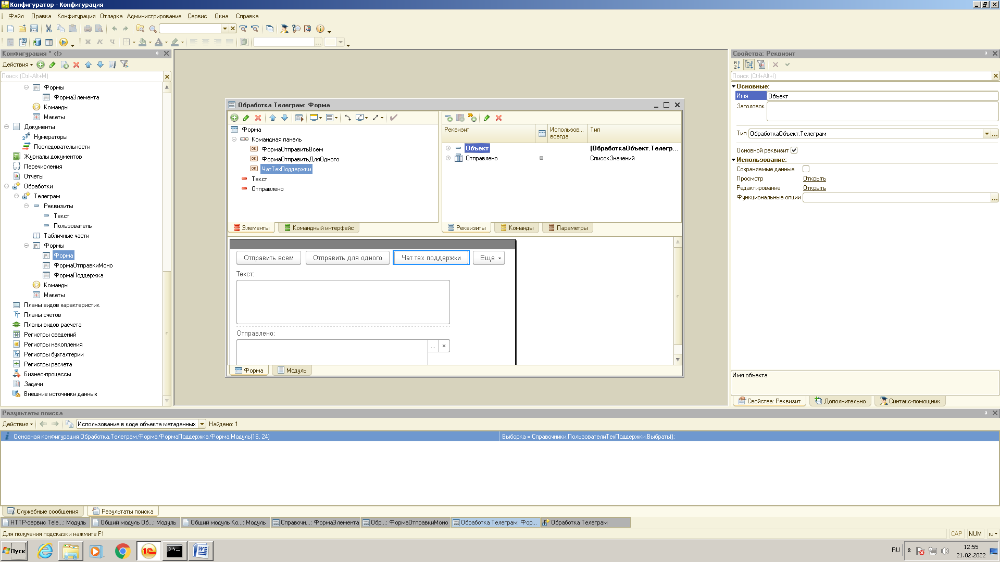 Конфигуратор - Конфигурация
Файл Правка Конфигурация Отладка Администрирование Сервис Окна Справка
Ж К Ч
Конфигурация * <!>
Действия
Поиск (Ctrl+Alt+M)
Формы
ФормаЭлемента
Команды
Макеты
Документы
Нумераторы
Последовательности
Журналы документов
Перечисления
Отчеты
Обработки
Телеграм
Реквизиты
Текст
Пользователь
Табличные части
Формы
Форма
ФормаОтправкиМоно
ФормаПоддержка
Команды
Макеты
Планы видов характеристик
Планы счетов
Планы видов расчета
Регистры сведений
Регистры накопления
Регистры бухгалтерии
Регистры расчета
Бизнес-процессы
Задачи
Внешние источники данных
Обработка Телеграм: Форма
Форма
Командная панель
ФормаОтправитьВсем
ФормаОтправитьДляОдного
ЧатТехПоддержки
Текст
Отправлено
Элементы Командный интерфейс
Реквизит Использов... всегда Тип
Объект (ОбработкаОбъект.Телегр...
Отправлено СписокЗначений
Реквизиты Команды Параметры
Отправить всем Отправить для одного Чат тех поддержки Еще
Текст:
Отправлено:
Форма Модуль
Свойства: Реквизит
Поиск (Ctrl+Alt+I)
Основные:
Имя Объект
Заголовок
Тип ОбработкаОбъект.Телеграм
Основной реквизит
Использование:
Сохраняемые данные
Просмотр Открыть
Редактирование Открыть
Функциональные опции
Имя объекта
Свойства: Реквизит Дополнительно Синтакс-помощник
Результаты поиска
Действия Использование в коде объекта метаданных Найдено: 1
Основная конфигурация Обработка.Телеграм.Форма.ФормаПоддержка.Форма.Модуль(16, 24) Выборка = Справочники.ПользователиТехПоддержки.Выбрать();
Служебные сообщения Результаты поиска
HTTP-сервис Tele...: Модуль Общий модуль Об...: Модуль Общий модуль Ко...: Модуль Справочн...: ФормаЭлемента Обр...: ФормаОтправкиМоно Обработка Телеграм: Фор... Обработка Телеграм
Для получения подсказки нажмите F1 CAP NUM ru
Пуск RU 12:55
21.02.2022